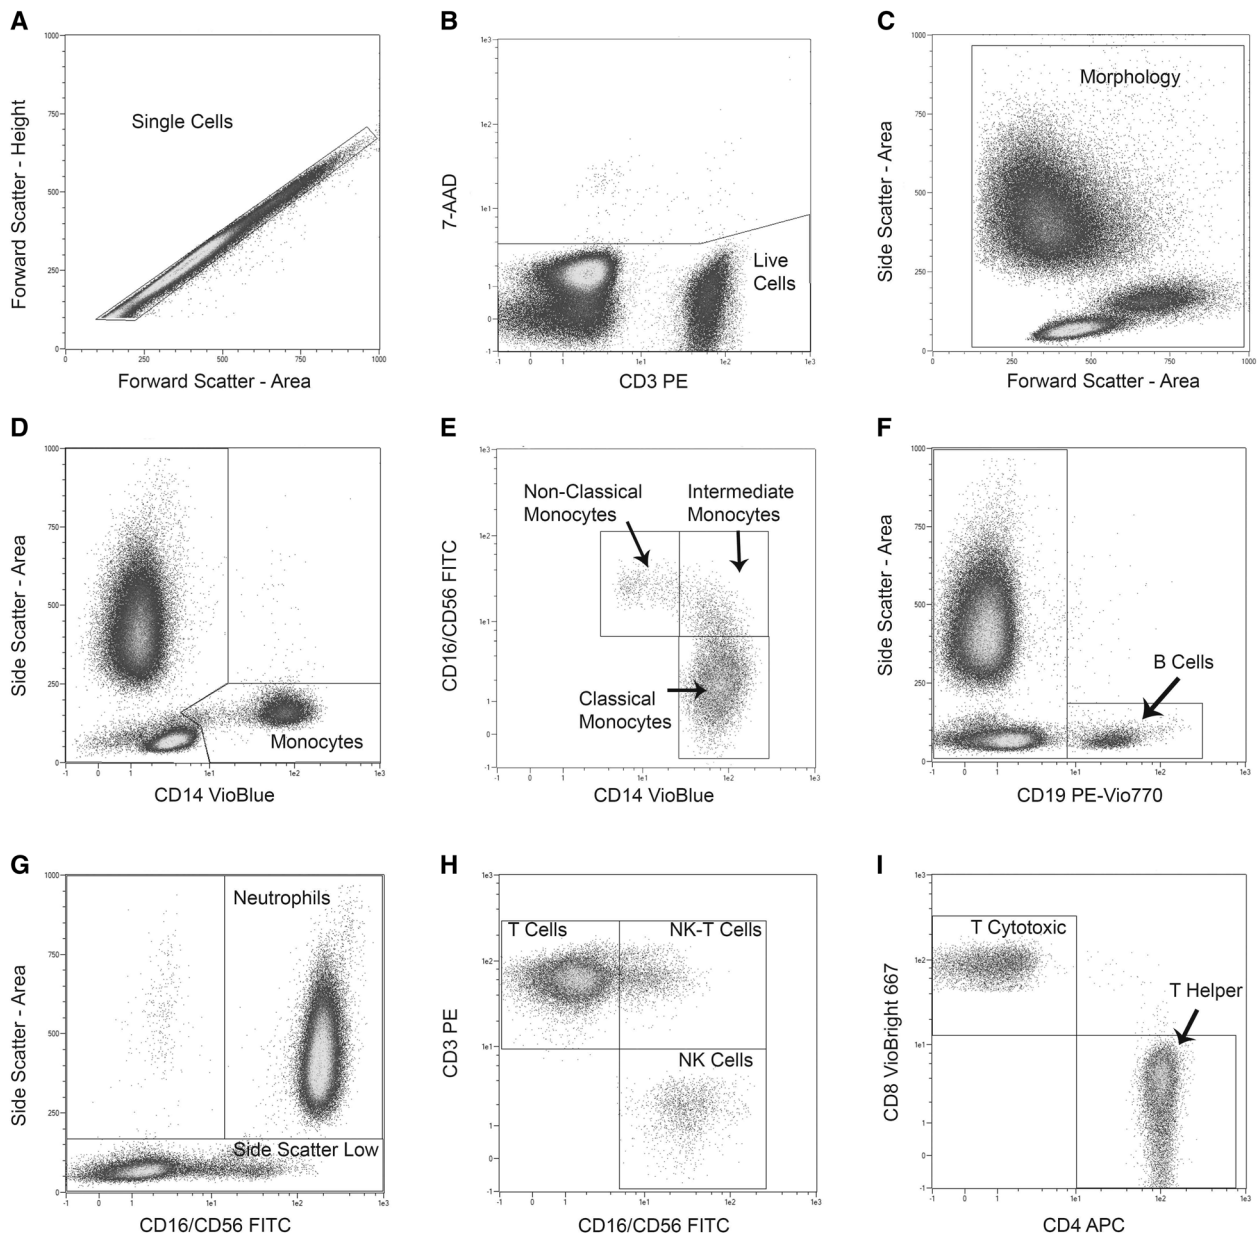 A
Forward Scatter - Height
1000
750
500
250
0
Single Cells
0 250 500 750 1000
Forward Scatter - Area
B
7-AAD
1e3
1e2
1e1
1
0
-1
Live
Cells
0 1 1e1 1e2 1e3
CD3 PE
C
Side Scatter - Area
1000
750
500
250
0
Morphology
0 250 500 750 1000
Forward Scatter - Area
D
Side Scatter - Area
1000
750
500
250
0
Monocytes
-1 0 1 1e1 1e2 1e3
CD14 VioBlue
E
CD16/CD56 FITC
1e3
1e2
1e1
1
0
-1
Non-Classical
Monocytes
Intermediate
Monocytes
Classical
Monocytes
-1 0 1 1e1 1e2 1e3
CD14 VioBlue
F
Side Scatter - Area
1000
750
500
250
0
B Cells
-1 0 1 1e1 1e2 1e3
CD19 PE-Vio770
G
Side Scatter - Area
1000
750
500
250
0
Neutrophils
Side Scatter Low
-1 0 1 1e1 1e2 1e3
CD16/CD56 FITC
H
CD3 PE
1e3
1e2
1e1
1
0
-1
T Cells
NK-T Cells
NK Cells
-1 0 1 1e1 1e2 1e3
CD16/CD56 FITC
I
CD8 VioBright 667
1e3
1e2
1e1
1
0
-1
T Cytotoxic
T Helper
-1 0 1 1e1 1e2 1e3
CD4 APC